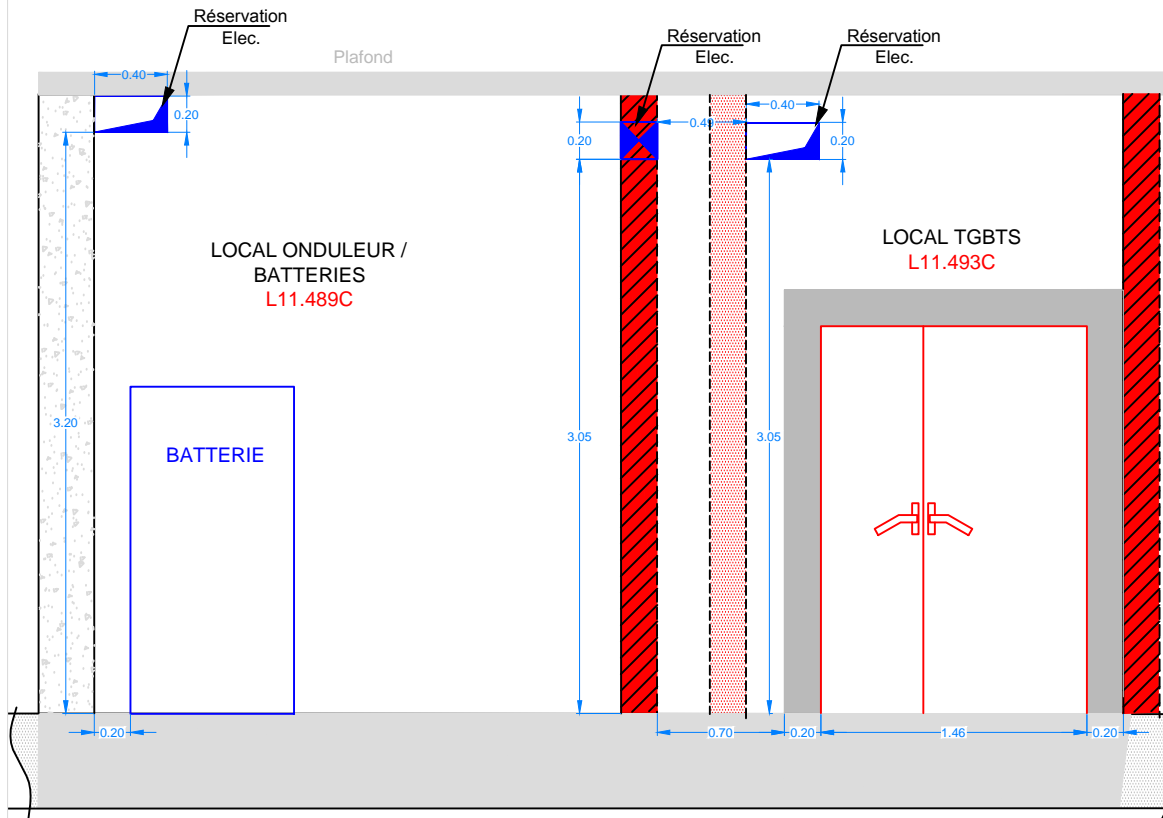 Réservation
Elec.
Réservation
Elec.
Réservation
Elec.
Plafond
0.40
0.20
0.20
0.49
0.40
0.20
LOCAL ONDULEUR /
BATTERIES
L11.489C
LOCAL TGBTS
L11.493C
3.20
3.05
3.05
BATTERIE
0.20
0.70
0.20
1.46
0.20